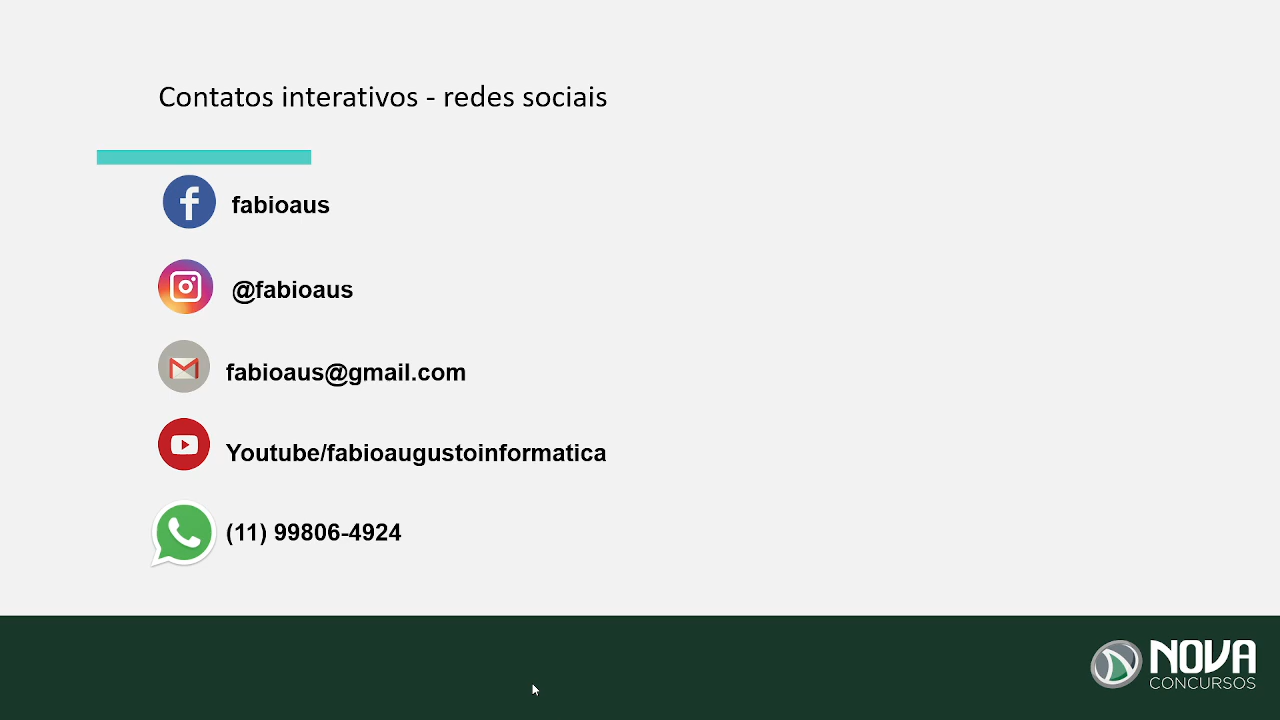 Contatos interativos - redes sociais
fabioaus
@fabioaus
fabioaus@gmail.com
Youtube/fabioaugustoinformatica
(11) 99806-4924
NOVA
CONCURSOS